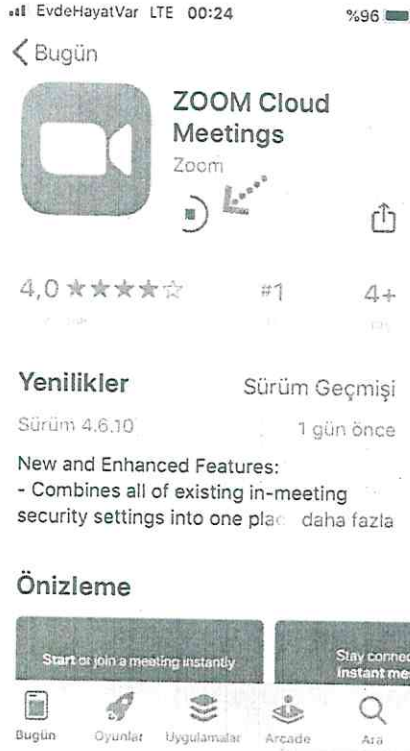 EvdeHayatVar LTE 00:24 %96
Bugün
ZOOM Cloud
Meetings
Zoom
4,0 ★★★★☆ #1 4+
Yenilikler Sürüm Geçmişi
Sürüm 4.6.10 1 gün önce
New and Enhanced Features:
- Combines all of existing in-meeting
security settings into one plac daha fazla
Önizleme
Start or join a meeting instantly
Stay connec
Instant mes
Bugün Oyunlar Uygulamalar Arcade Ara